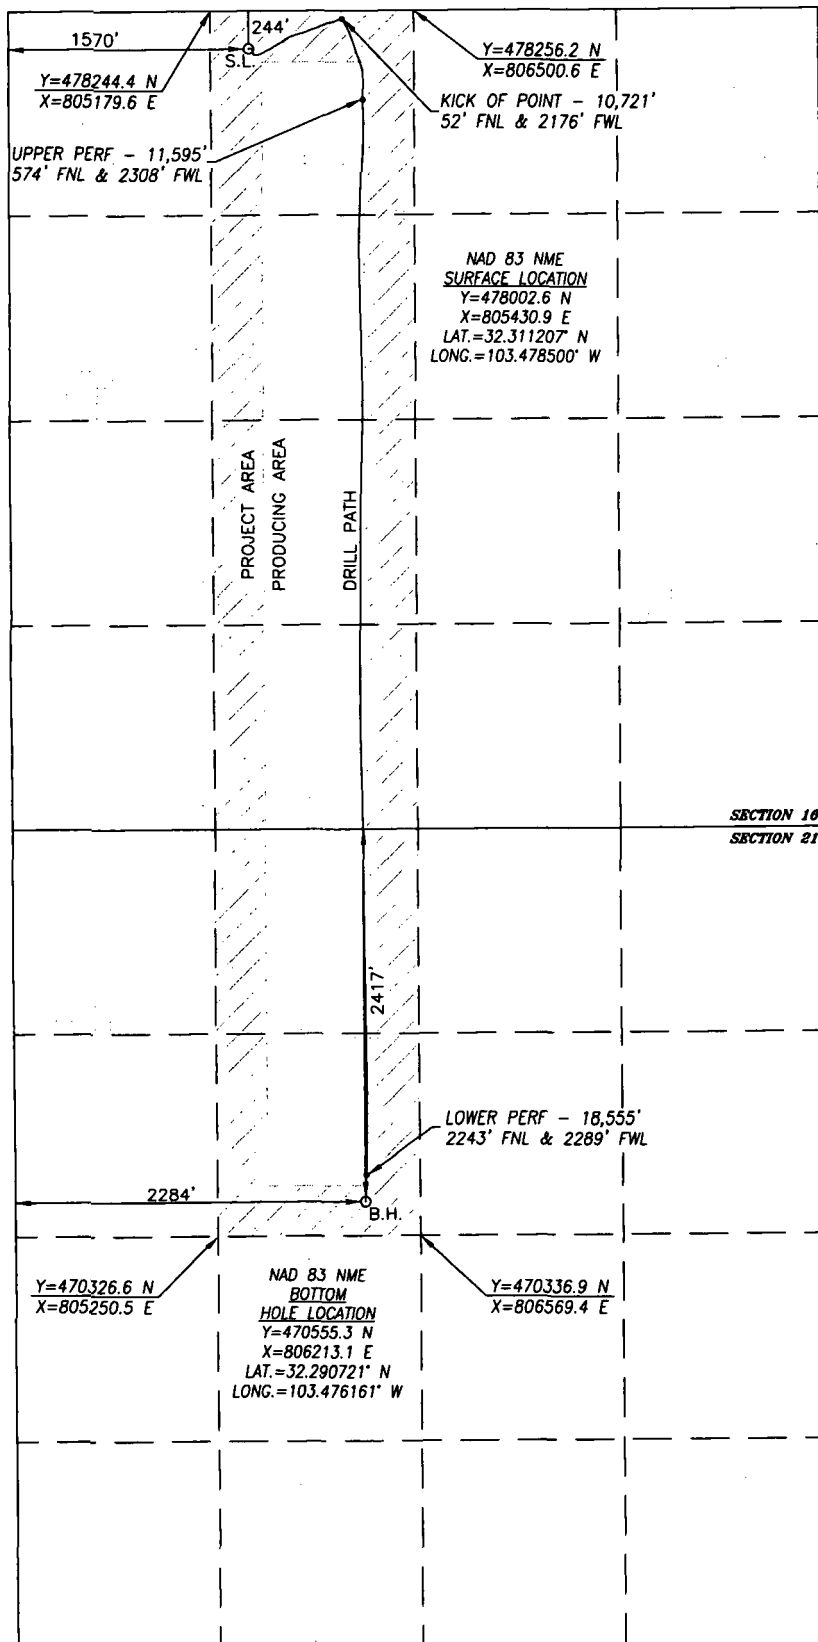 244'
1570'
S.L.
Y=478244.4 N
X=805179.6 E
Y=478256.2 N
X=806500.6 E
KICK OF POINT - 10,721'
52' FNL & 2176' FWL
UPPER PERF - 11,595'
574' FNL & 2308' FWL
NAD 83 NME
SURFACE LOCATION
Y=478002.6 N
X=805430.9 E
LAT.=32.311207° N
LONG.=103.478500° W
PROJECT AREA
PRODUCING AREA
DRILL PATH
SECTION 16
SECTION 21
2417'
LOWER PERF - 18,555'
2243' FNL & 2289' FWL
2284'
B.H.
Y=470326.6 N
X=805250.5 E
NAD 83 NME
BOTTOM
HOLE LOCATION
Y=470555.3 N
X=806213.1 E
LAT.=32.290721° N
LONG.=103.476161° W
Y=470336.9 N
X=806569.4 E